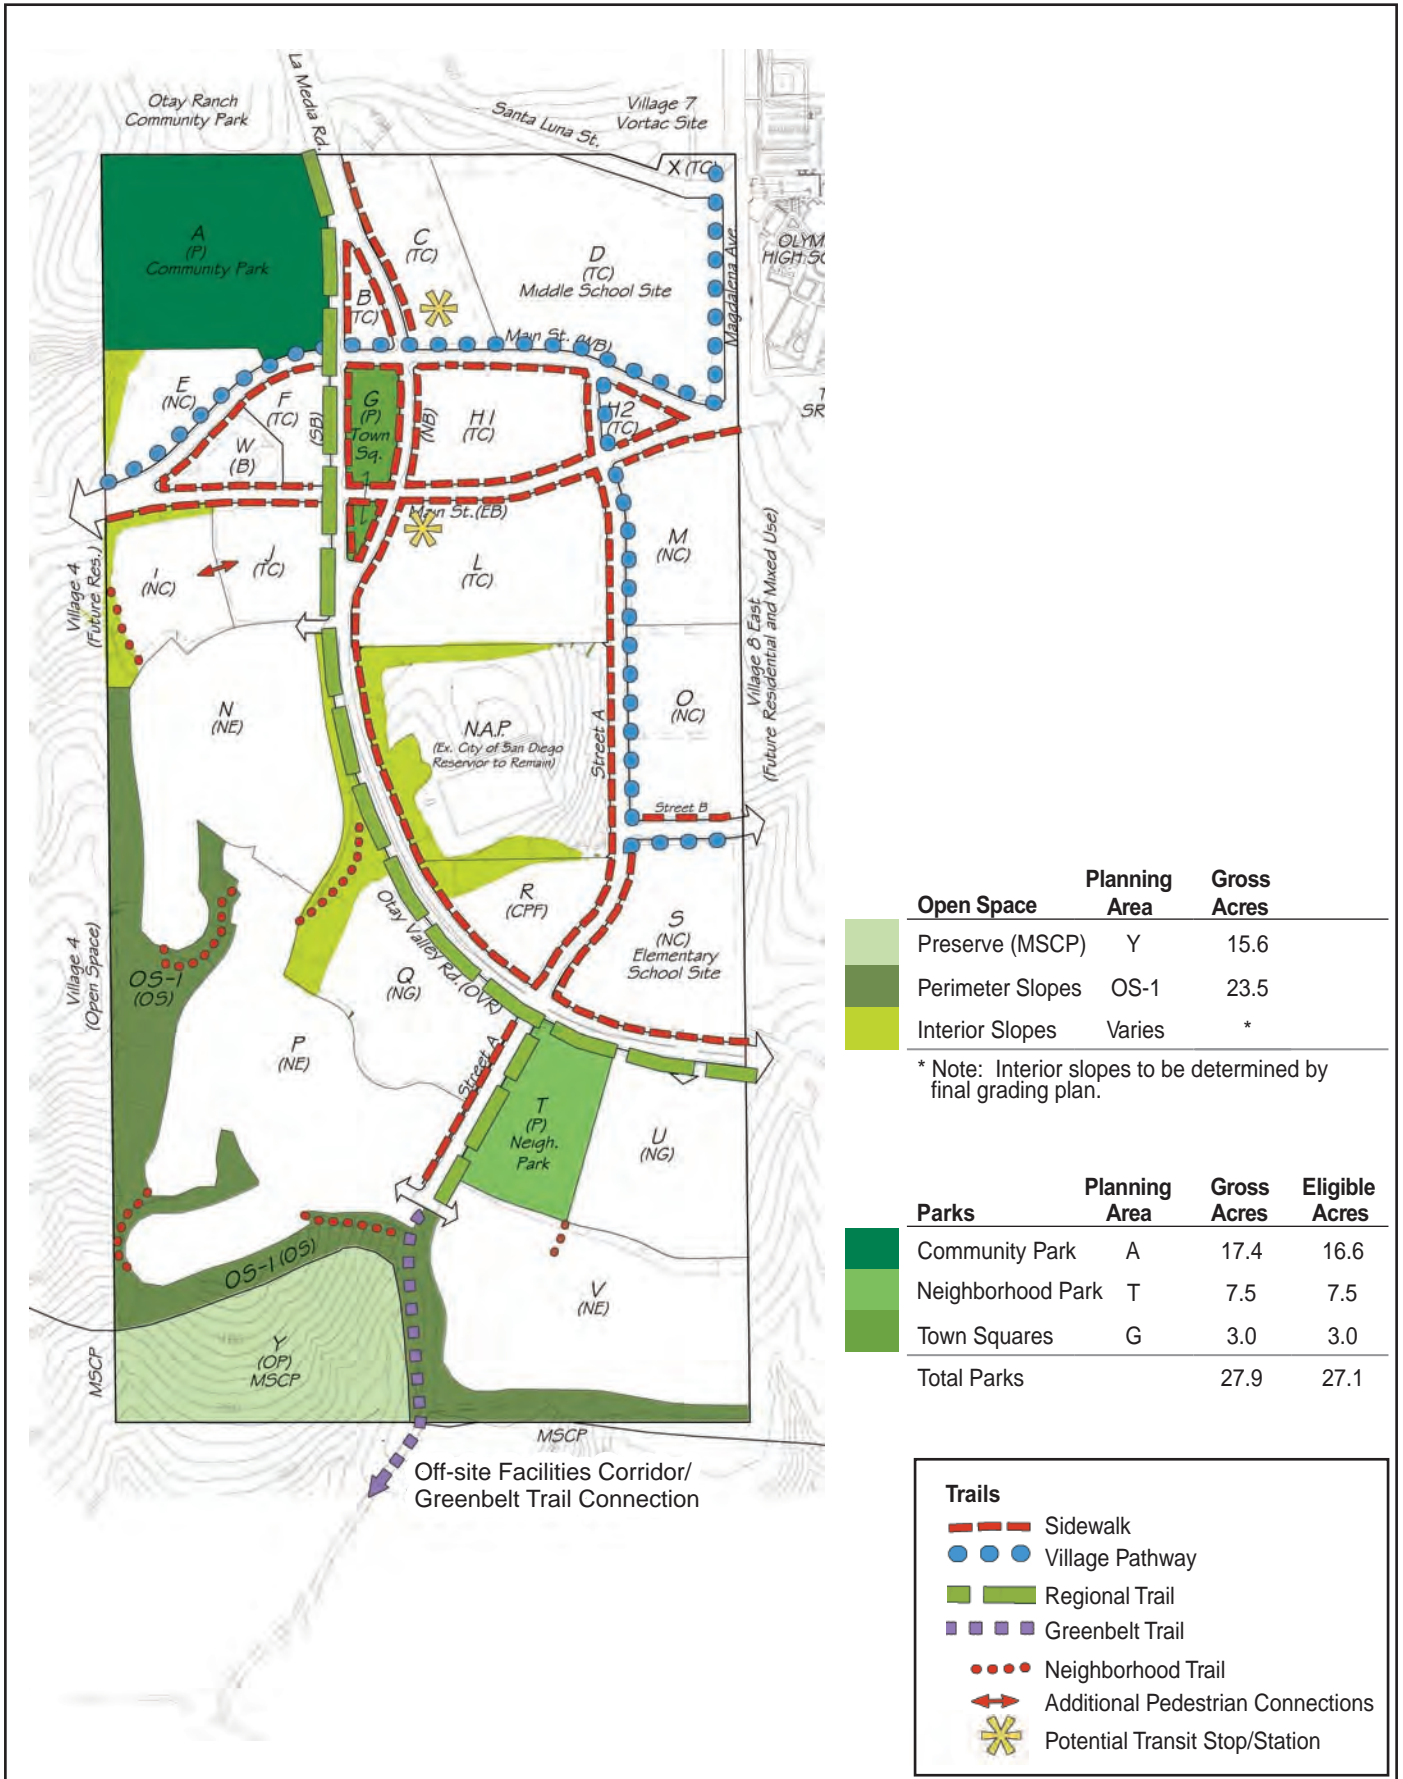 Otay Ranch
Community Park
La Media Rd.
Santa Luna St.
Village 7
Vortac Site
X (TC)
A
(P)
Community Park
C
(TC)
D
(TC)
Middle School Site
Magdalena Ave.
OLYM
HIGH SC
B
(TC)
Main St. (WB)
E
(NC)
F
(TC)
W
(B)
(SB)
G
(P)
Town
Sq.
(NB)
H1
(TC)
H2
(TC)
T
SR
Main St.(EB)
Village 4
(Future Res.)
I
(NC)
J
(TC)
L
(TC)
M
(NC)
Village 8 East
(Future Residential and Mixed Use)
N
(NE)
N.A.P.
(Ex. City of San Diego
Reservior to Remain)
Street A
O
(NC)
Street B
R
(CPF)
S
(NC)
Elementary
School Site
Otay Valley Rd.(OVR)
Village 4
(Open Space)
OS-1
(OS)
Q
(NG)
P
(NE)
Street A
T
(P)
Neigh.
Park
U
(NG)
OS-1 (OS)
V
(NE)
Y
(OP)
MSCP
MSCP
MSCP
Off-site Facilities Corridor/
Greenbelt Trail Connection
Open Space Planning Area Gross Acres
Preserve (MSCP) Y 15.6
Perimeter Slopes OS-1 23.5
Interior Slopes Varies *
* Note: Interior slopes to be determined by
final grading plan.
Parks Planning Area Gross Acres Eligible Acres
Community Park A 17.4 16.6
Neighborhood Park T 7.5 7.5
Town Squares G 3.0 3.0
Total Parks 27.9 27.1
Trails
Sidewalk
Village Pathway
Regional Trail
Greenbelt Trail
Neighborhood Trail
Additional Pedestrian Connections
Potential Transit Stop/Station